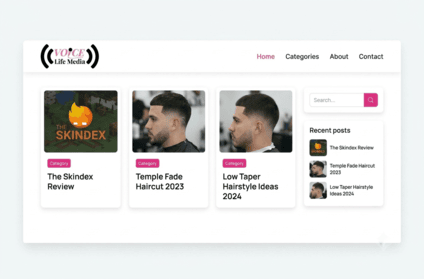 VOICE
Life Media
Home
Categories
About
Contact
THE
SKINDEX
Category
The Skindex
Review
Category
Temple Fade
Haircut 2023
Category
Low Taper
Hairstyle Ideas
2024
Search...
Recent posts
The Skindex Review
Temple Fade Haircut
2023
Low Taper Hairstyle
Ideas 2024